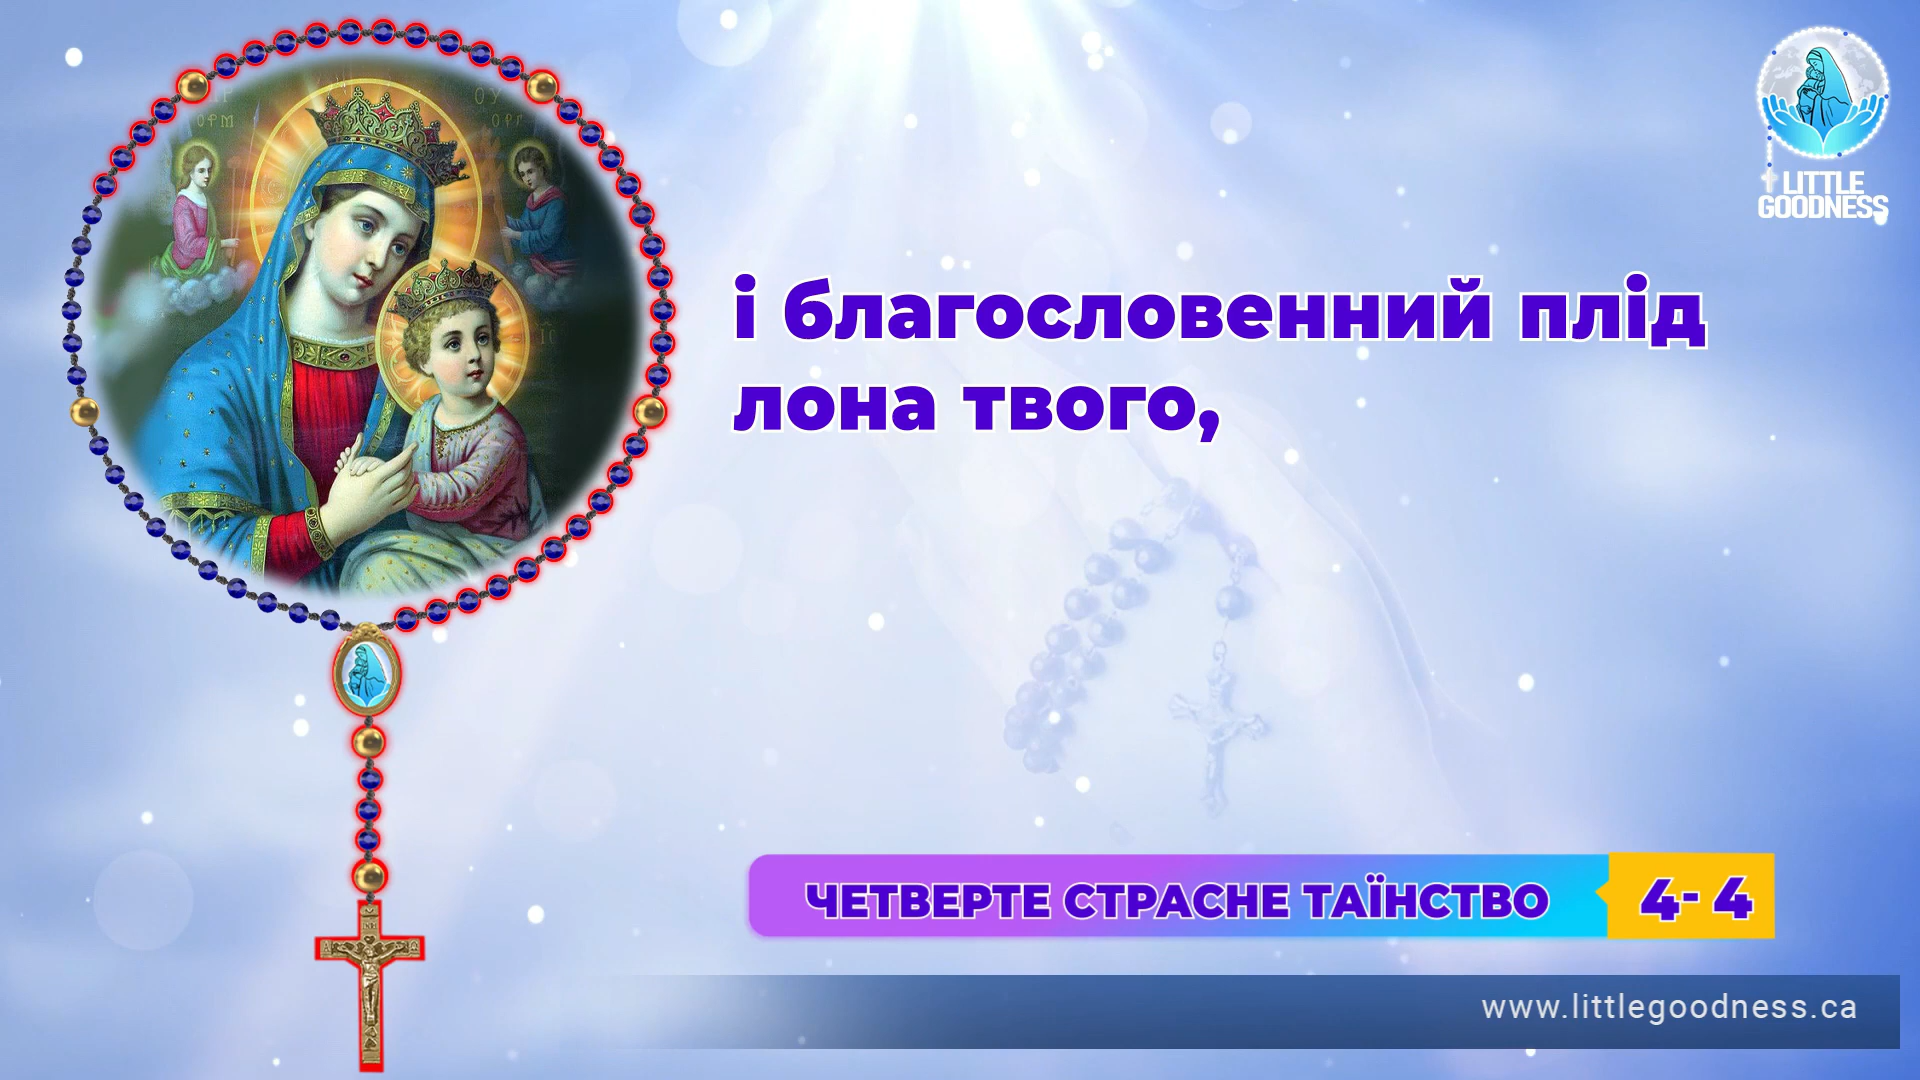 LITTLE
GOODNESS
і благословенний плід
лона твого,
ЧЕТВЕРТЕ СТРАСНЕ ТАЇНСТВО
4- 4
www.littlegoodness.ca